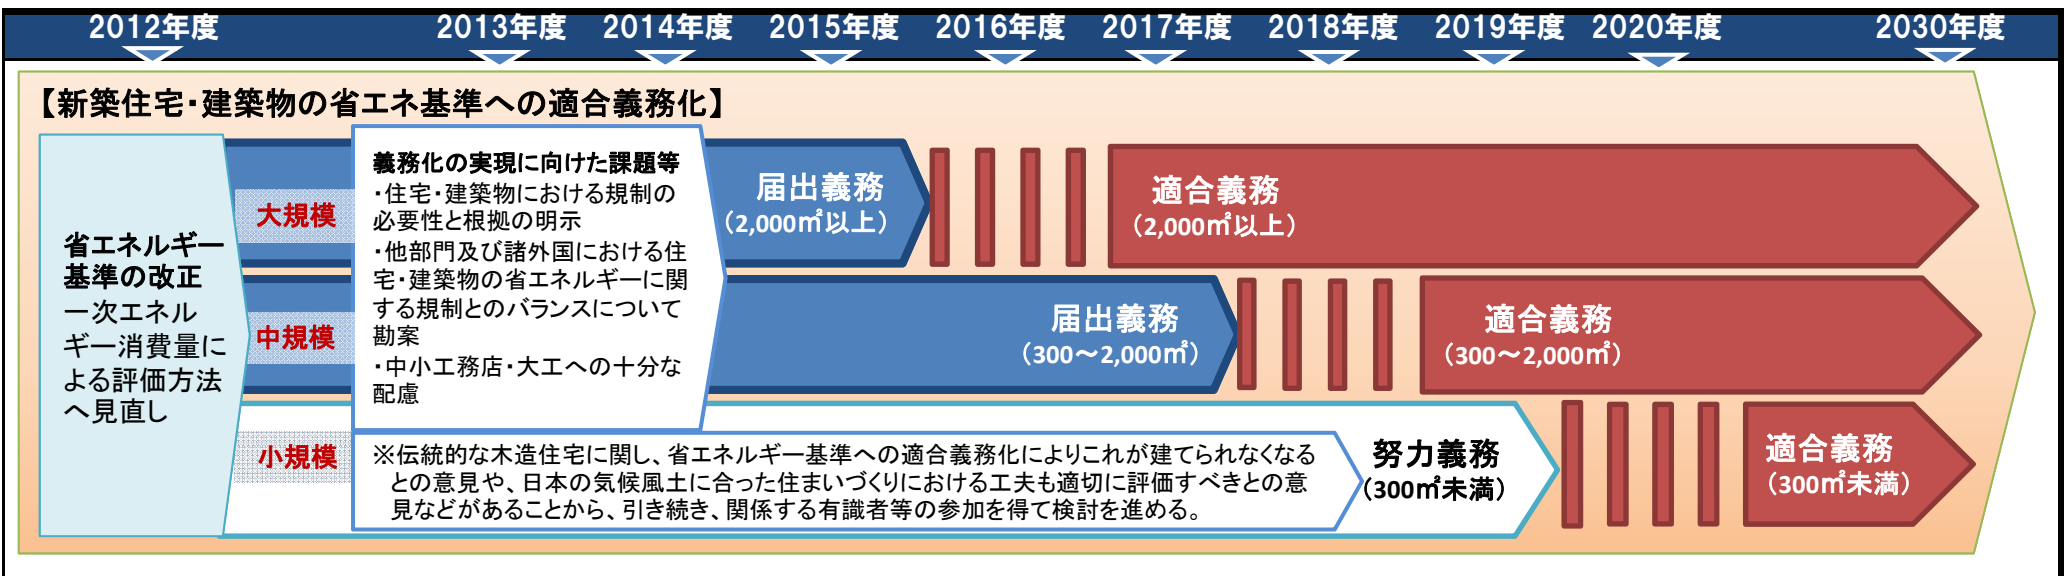 2012年度 2013年度 2014年度 2015年度 2016年度 2017年度 2018年度 2019年度 2020年度 2030年度
【新築住宅・建築物の省エネ基準への適合義務化】
省エネルギー
基準の改正
一次エネル
ギー消費量に
よる評価方法
へ見直し
大規模
中規模
小規模
義務化の実現に向けた課題等
・住宅・建築物における規制の
必要性と根拠の明示
・他部門及び諸外国における住
宅・建築物の省エネルギーに関
する規制とのバランスについて
勘案
・中小工務店・大工への十分な
配慮
届出義務
（2,000㎡以上）
適合義務
（2,000㎡以上）
届出義務
（300～2,000㎡）
適合義務
（300～2,000㎡）
※伝統的な木造住宅に関し、省エネルギー基準への適合義務化によりこれが建てられなくなる
との意見や、日本の気候風土に合った住まいづくりにおける工夫も適切に評価すべきとの意
見などがあることから、引き続き、関係する有識者等の参加を得て検討を進める。
努力義務
（300㎡未満）
適合義務
（300㎡未満）